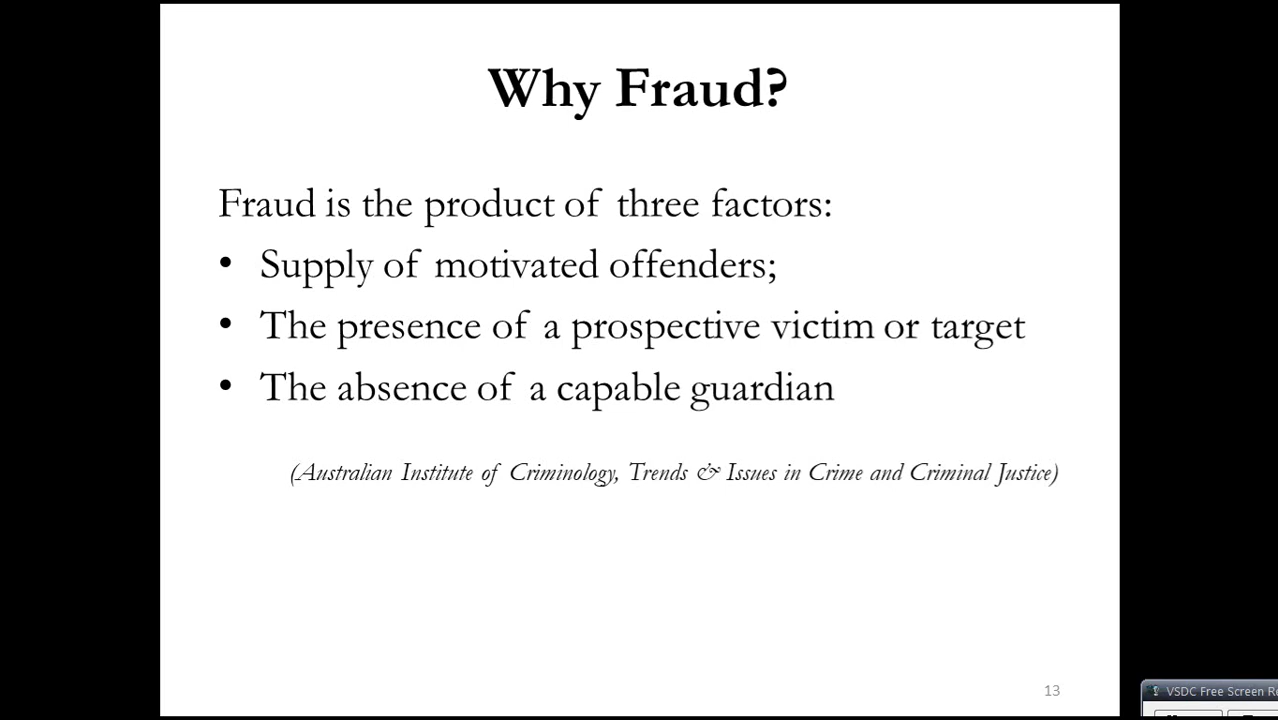 Why Fraud?
Fraud is the product of three factors:
• Supply of motivated offenders;
• The presence of a prospective victim or target
• The absence of a capable guardian
(Australian Institute of Criminology, Trends & Issues in Crime and Criminal Justice)
13
VSDC Free Screen